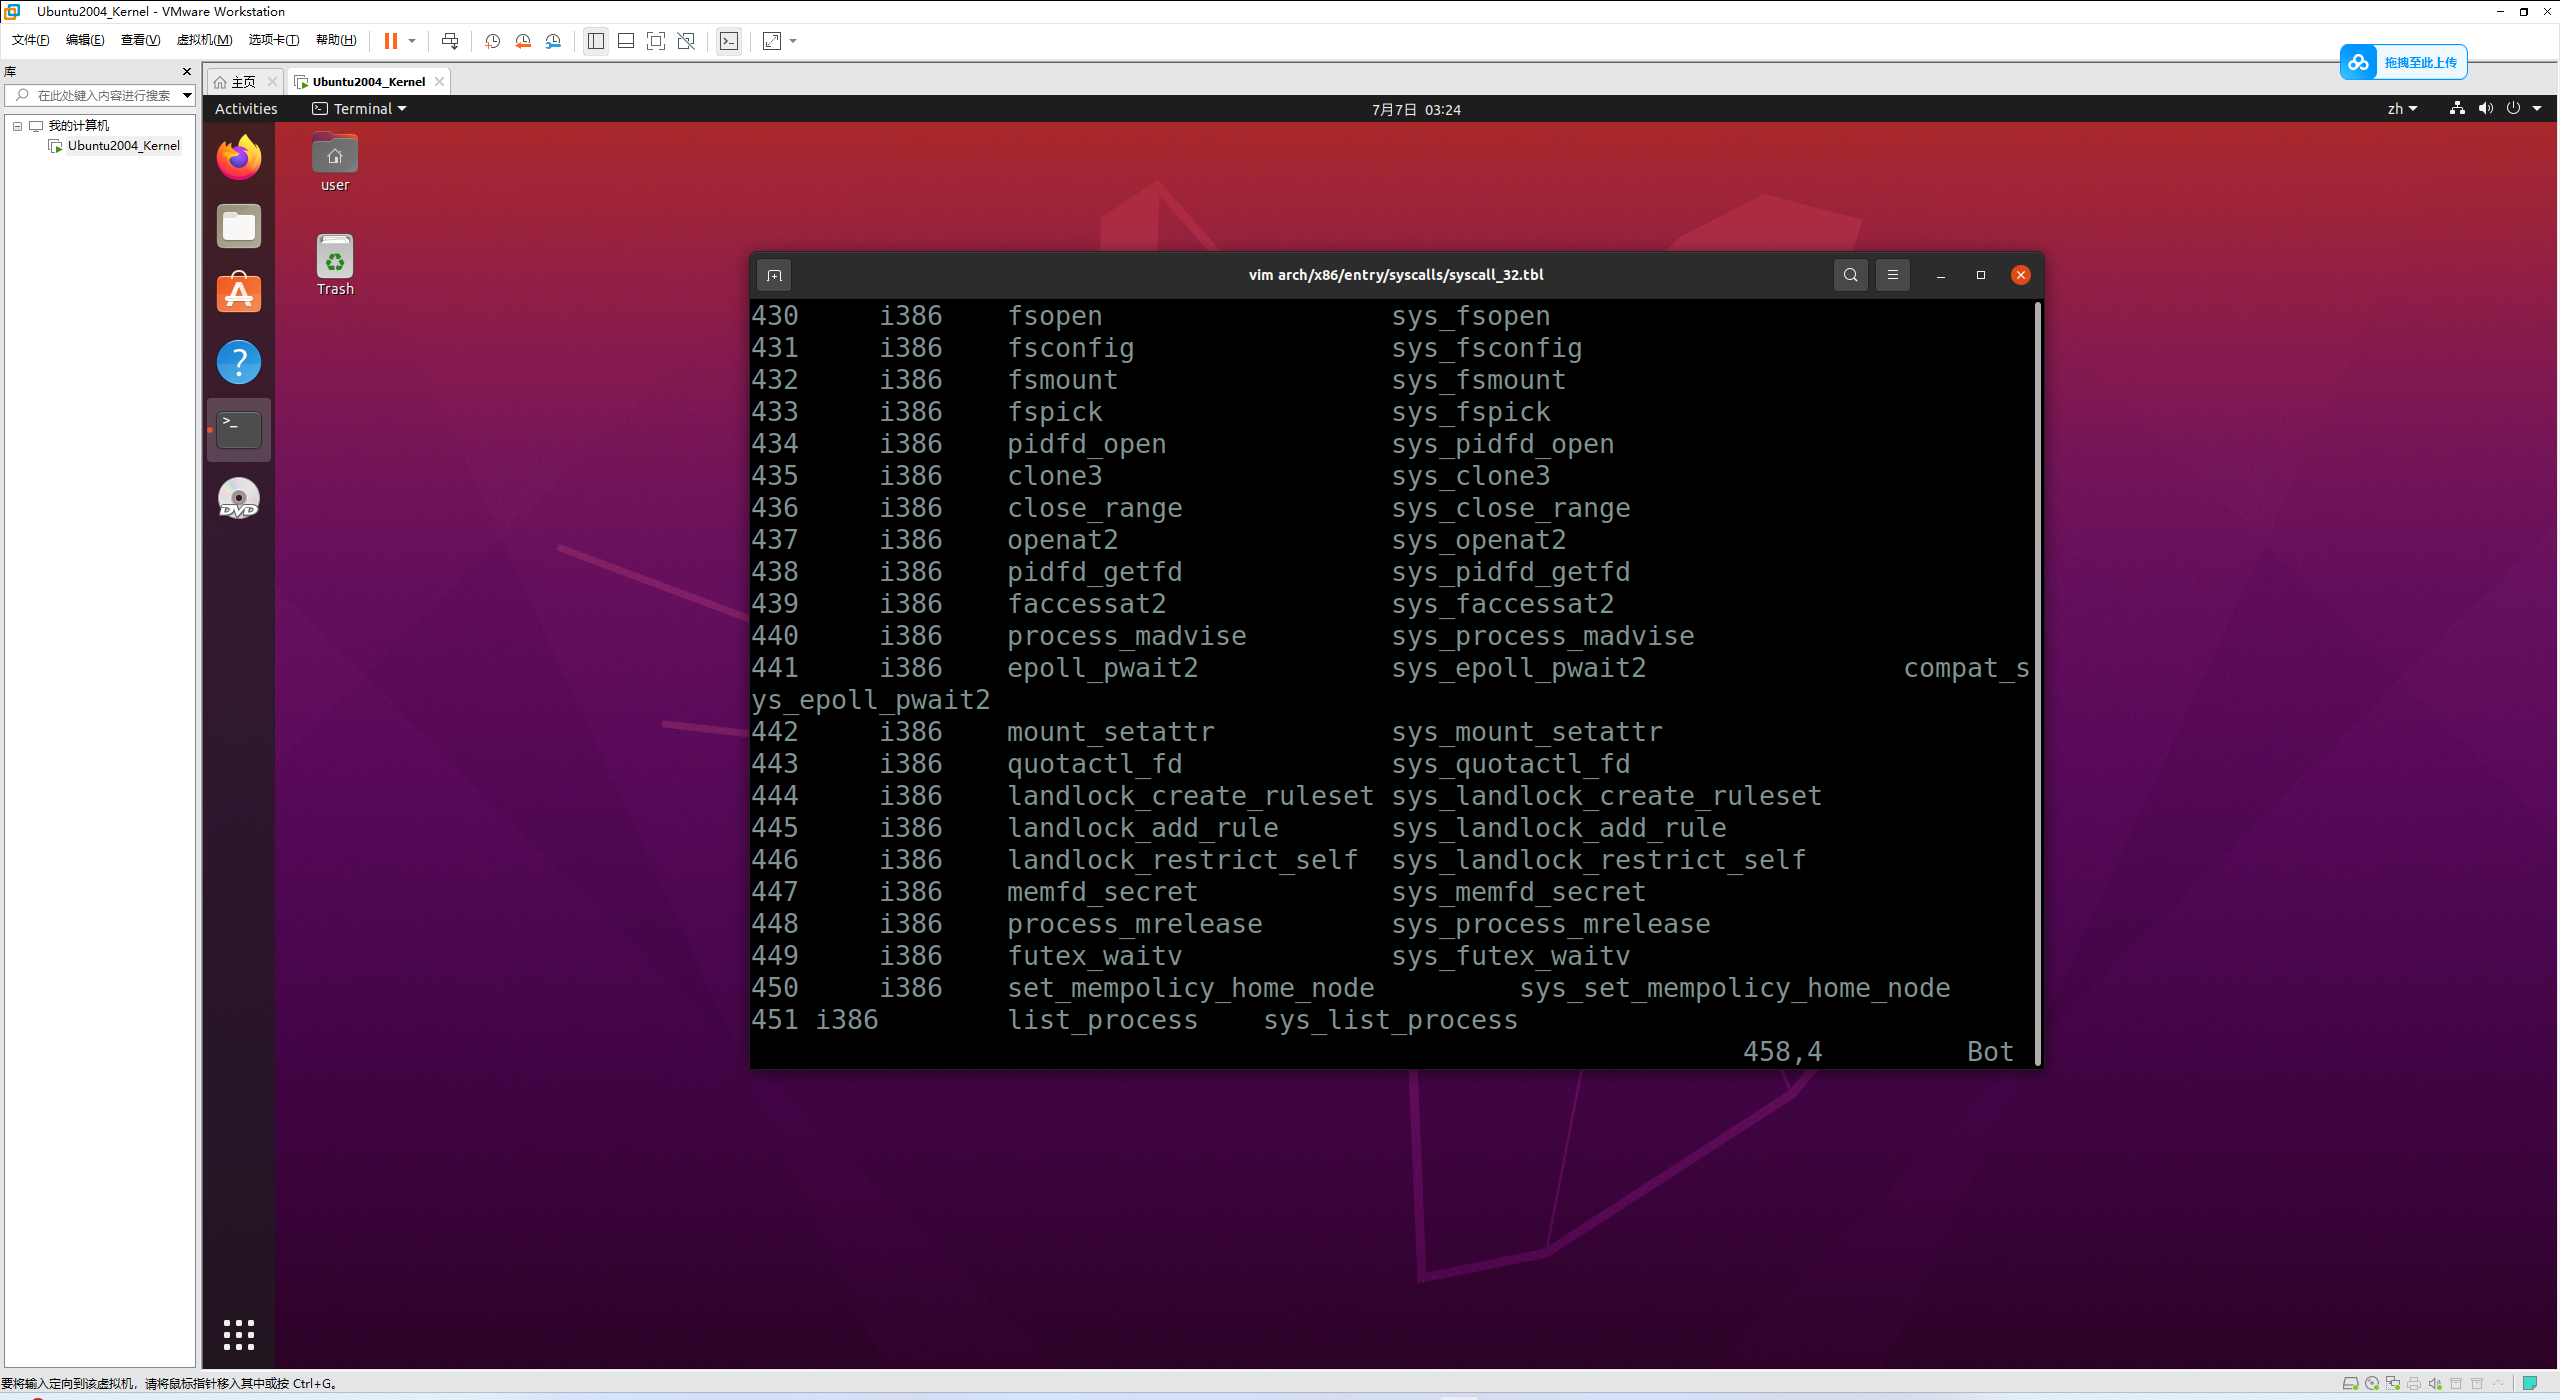 Ubuntu2004_Kernel - VMware Workstation
文件(F) 编辑(E) 查看(V) 虚拟机(M) 选项卡(T) 帮助(H)
拖拽至此上传
库
主页
Ubuntu2004_Kernel
在此处键入内容进行搜索
我的计算机
Ubuntu2004_Kernel
Activities
Terminal
7月7日 03:24
zh
user
Trash
DVD
vim arch/x86/entry/syscalls/syscall_32.tbl
430 i386 fsopen sys_fsopen
431 i386 fsconfig sys_fsconfig
432 i386 fsmount sys_fsmount
433 i386 fspick sys_fspick
434 i386 pidfd_open sys_pidfd_open
435 i386 clone3 sys_clone3
436 i386 close_range sys_close_range
437 i386 openat2 sys_openat2
438 i386 pidfd_getfd sys_pidfd_getfd
439 i386 faccessat2 sys_faccessat2
440 i386 process_madvise sys_process_madvise
441 i386 epoll_pwait2 sys_epoll_pwait2 compat_s
ys_epoll_pwait2
442 i386 mount_setattr sys_mount_setattr
443 i386 quotactl_fd sys_quotactl_fd
444 i386 landlock_create_ruleset sys_landlock_create_ruleset
445 i386 landlock_add_rule sys_landlock_add_rule
446 i386 landlock_restrict_self sys_landlock_restrict_self
447 i386 memfd_secret sys_memfd_secret
448 i386 process_mrelease sys_process_mrelease
449 i386 futex_waitv sys_futex_waitv
450 i386 set_mempolicy_home_node sys_set_mempolicy_home_node
451 i386 list_process sys_list_process
458,4 Bot
要将输入定向到该虚拟机，请将鼠标指针移入其中或按 Ctrl+G。